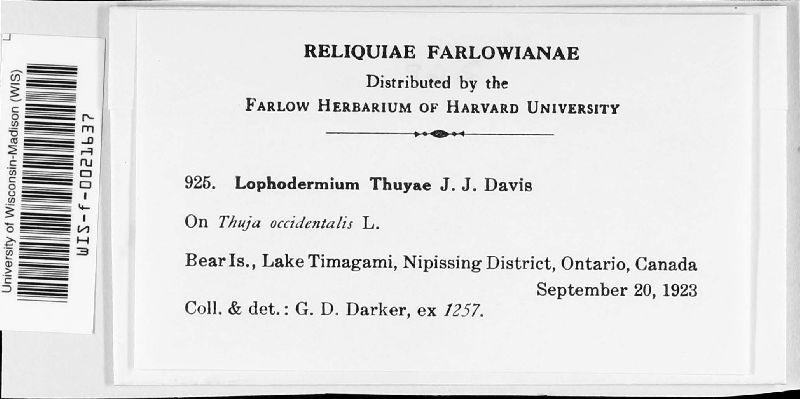 RELIQUIAE FARLOWIANAE
Distributed by the
FARLOW HERBARIUM OF HARVARD UNIVERSITY
925. Lophodermium Thuyae J. J. Davis
On Thuja occidentalis L.
Bear Is., Lake Timagami, Nipissing District, Ontario, Canada
September 20, 1923
Coll. & det.: G. D. Darker, ex 1257.
University of Wisconsin-Madison (WIS)
WIS-f-0021637